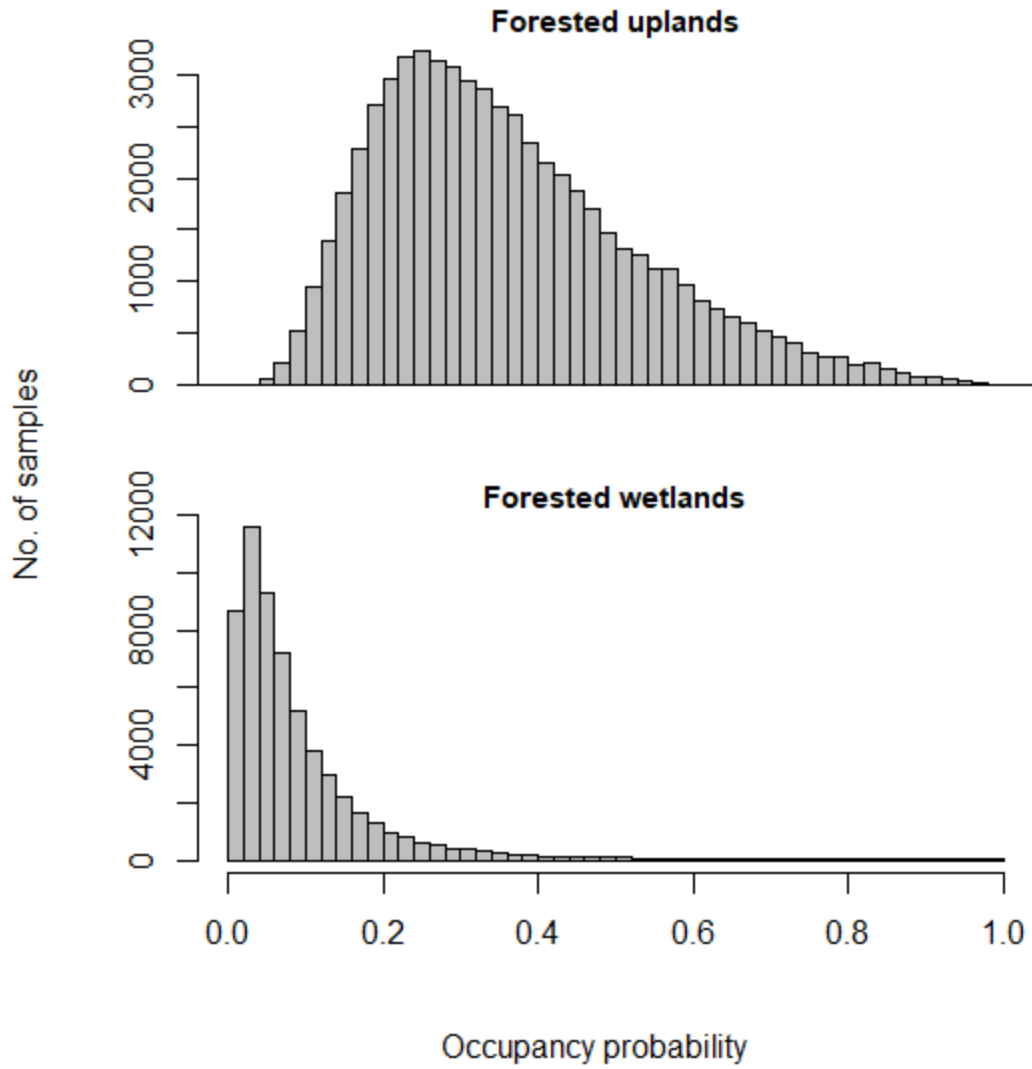 Forested uplands
3000
2000
1000
0
No. of samples
Forested wetlands
12000
8000
4000
0
0.0 0.2 0.4 0.6 0.8 1.0
Occupancy probability